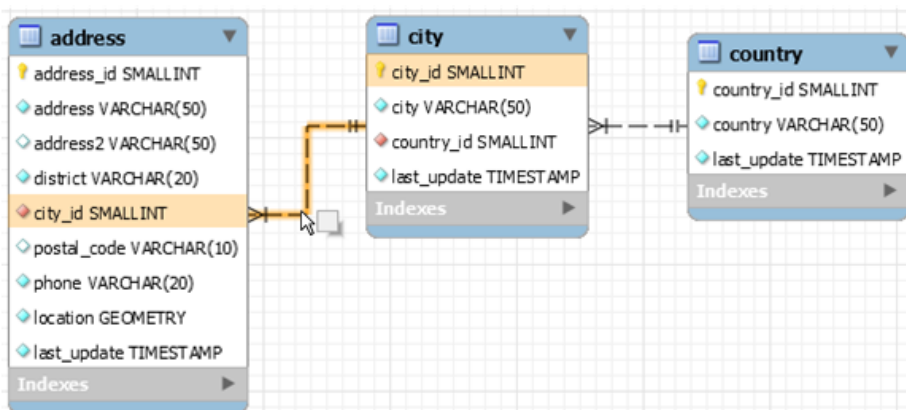 address
address_id SMALLINT
address VARCHAR(50)
address2 VARCHAR(50)
district VARCHAR(20)
city_id SMALLINT
postal_code VARCHAR(10)
phone VARCHAR(20)
location GEOMETRY
last_update TIMESTAMP
Indexes
city
city_id SMALLINT
city VARCHAR(50)
country_id SMALLINT
last_update TIMESTAMP
Indexes
country
country_id SMALLINT
country VARCHAR(50)
last_update TIMESTAMP
Indexes